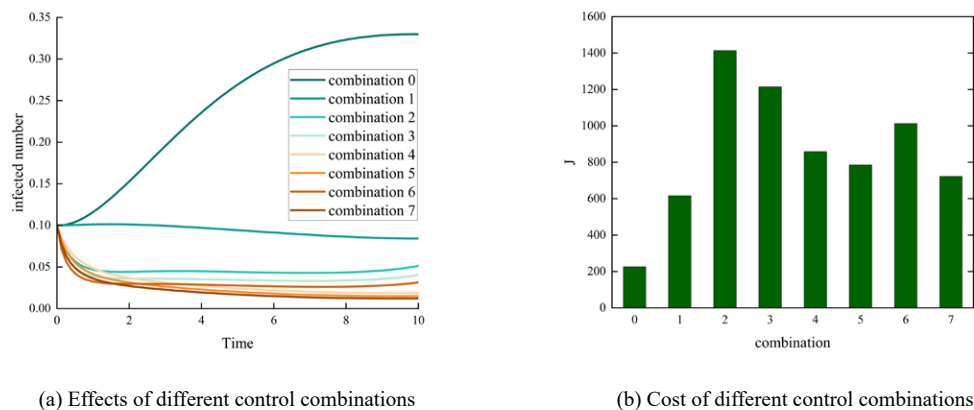 0.35
0.30
0.25
0.20
0.15
0.10
0.05
0.00
infected number
combination 0
combination 1
combination 2
combination 3
combination 4
combination 5
combination 6
combination 7
0 2 4 6 8 10
Time
(a) Effects of different control combinations
1600
1400
1200
1000
800
600
400
200
0
J
0 1 2 3 4 5 6 7
combination
(b) Cost of different control combinations